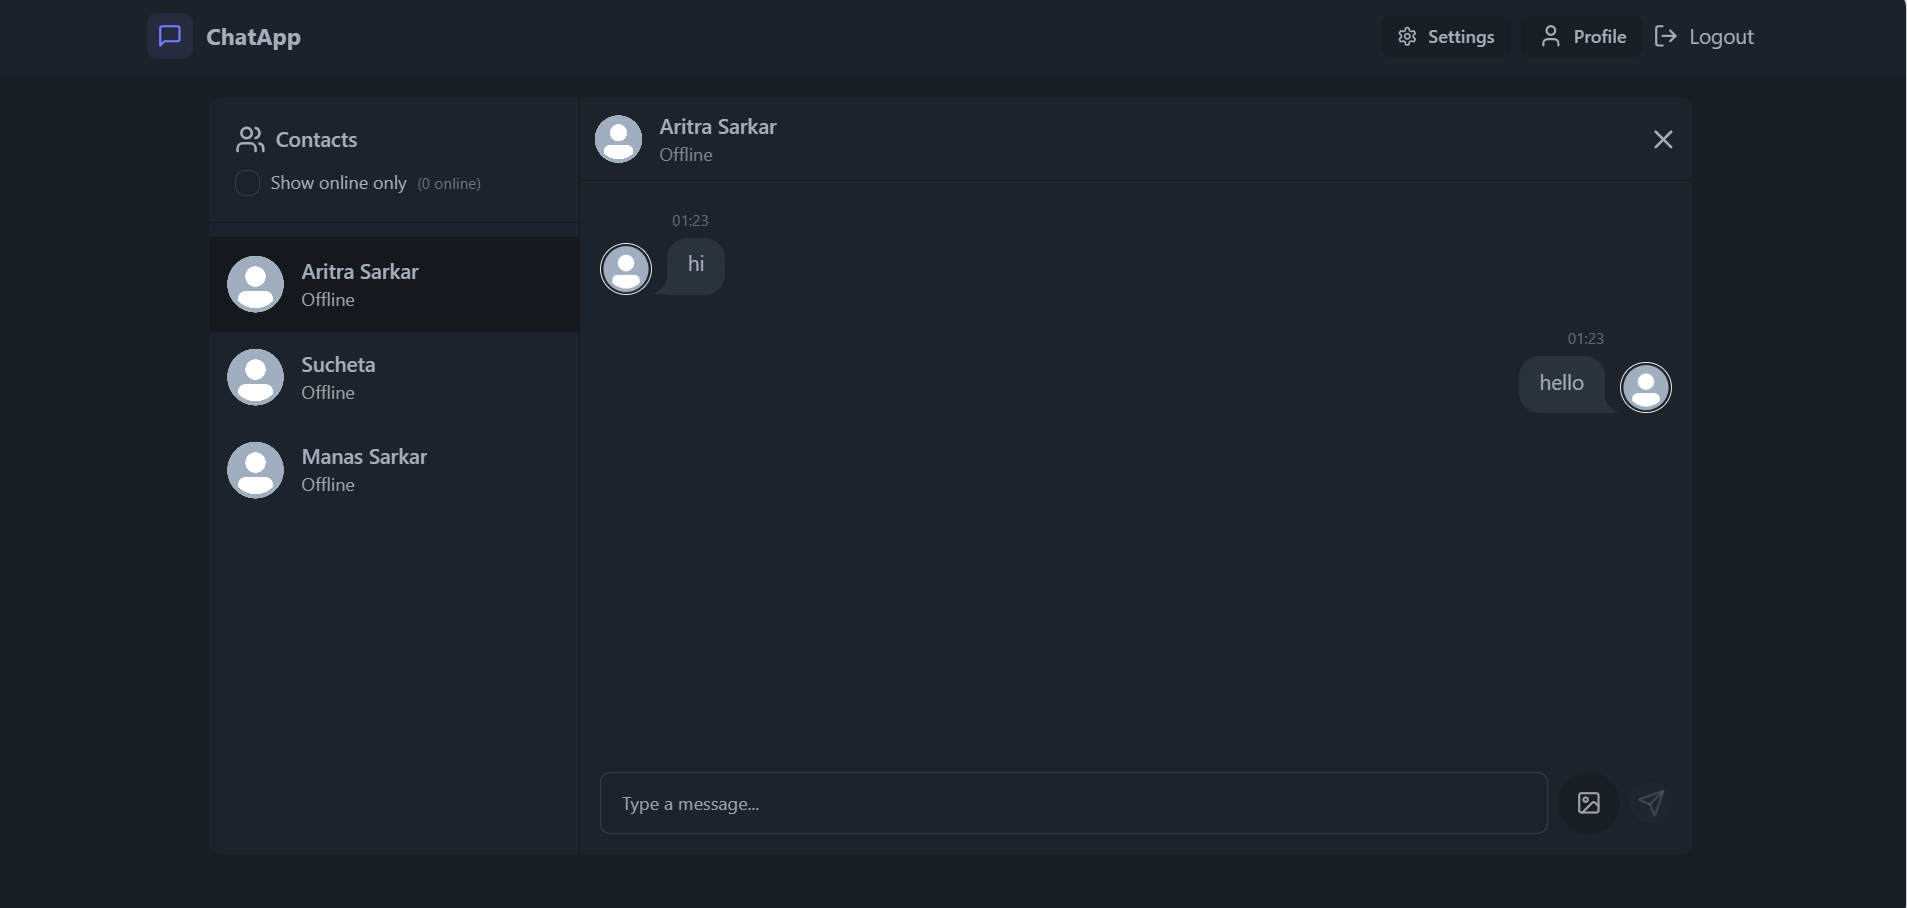 ChatApp
Settings
Profile
Logout
Contacts
Show online only (0 online)
Aritra Sarkar
Offline
Sucheta
Offline
Manas Sarkar
Offline
Aritra Sarkar
Offline
01:23
hi
01:23
hello
Type a message...